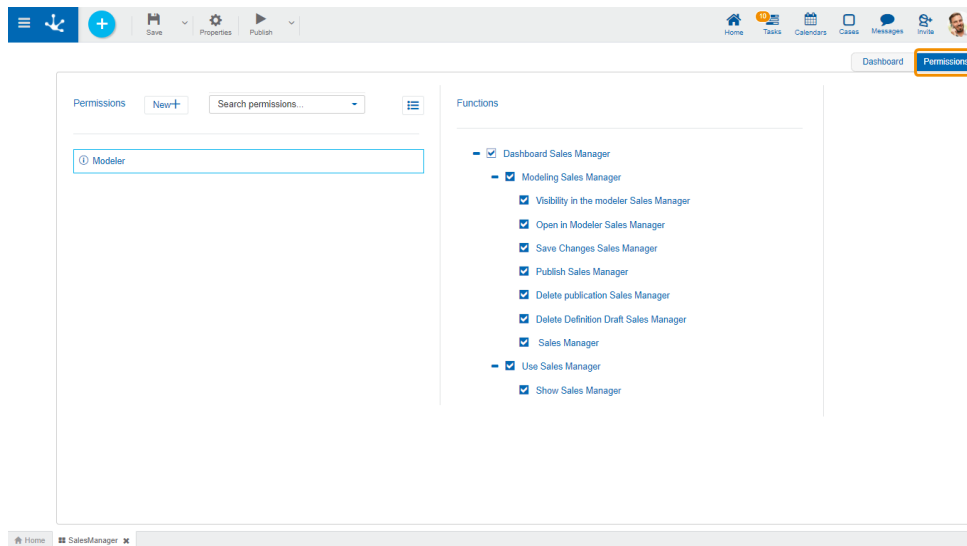 Save
Properties
Publish
Home
10
Tasks
Calendars
Cases
Messages
Invite
Dashboard
Permissions
Permissions
New
Search permissions...
Functions
Modeler
Dashboard Sales Manager
Modeling Sales Manager
Visibility in the modeler Sales Manager
Open in Modeler Sales Manager
Save Changes Sales Manager
Publish Sales Manager
Delete publication Sales Manager
Delete Definition Draft Sales Manager
Sales Manager
Use Sales Manager
Show Sales Manager
Home
SalesManager